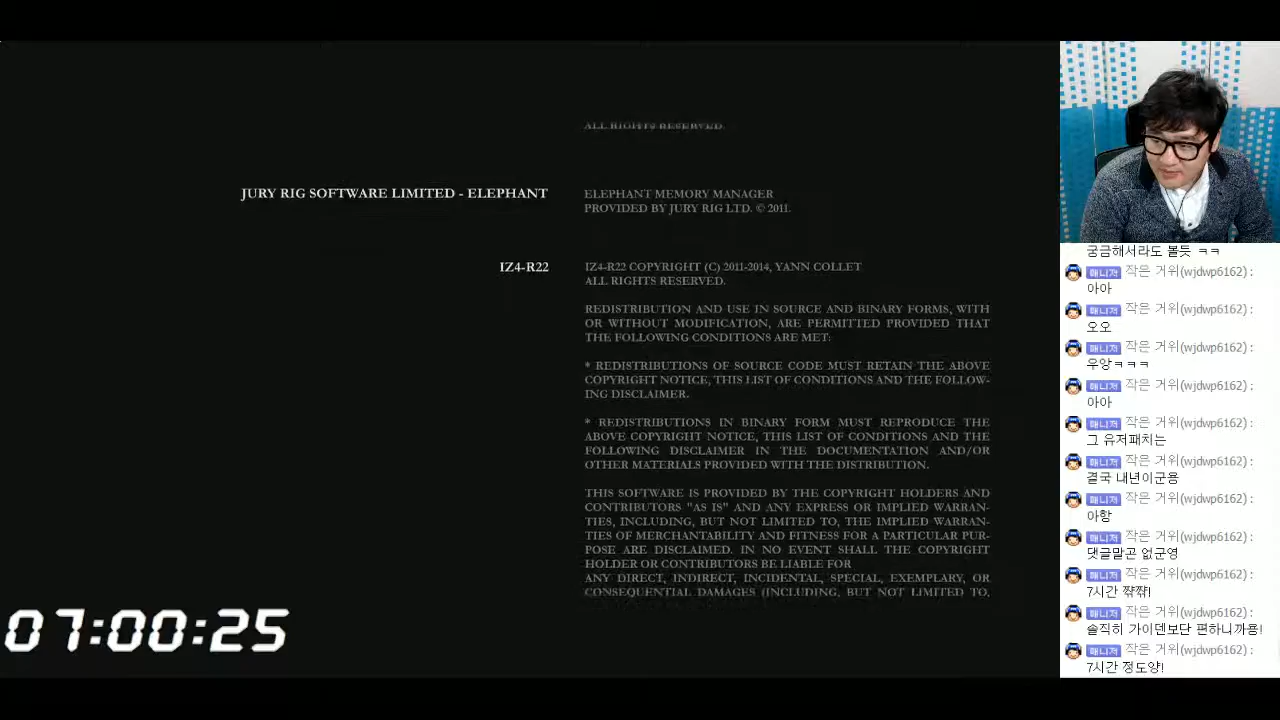 ALL RIGHTS RESERVED.
JURY RIG SOFTWARE LIMITED - ELEPHANT
ELEPHANT MEMORY MANAGER
PROVIDED BY JURY RIG LTD. © 2011.
IZ4-R22
IZ4-R22 COPYRIGHT (C) 2011-2014, YANN COLLET
ALL RIGHTS RESERVED.
REDISTRIBUTION AND USE IN SOURCE AND BINARY FORMS, WITH
OR WITHOUT MODIFICATION, ARE PERMITTED PROVIDED THAT
THE FOLLOWING CONDITIONS ARE MET:
* REDISTRIBUTIONS OF SOURCE CODE MUST RETAIN THE ABOVE
COPYRIGHT NOTICE, THIS LIST OF CONDITIONS AND THE FOLLOW-
ING DISCLAIMER.
* REDISTRIBUTIONS IN BINARY FORM MUST REPRODUCE THE
ABOVE COPYRIGHT NOTICE, THIS LIST OF CONDITIONS AND THE
FOLLOWING DISCLAIMER IN THE DOCUMENTATION AND/OR
OTHER MATERIALS PROVIDED WITH THE DISTRIBUTION.
THIS SOFTWARE IS PROVIDED BY THE COPYRIGHT HOLDERS AND
CONTRIBUTORS "AS IS" AND ANY EXPRESS OR IMPLIED WARRAN-
TIES, INCLUDING, BUT NOT LIMITED TO, THE IMPLIED WARRAN-
TIES OF MERCHANTABILITY AND FITNESS FOR A PARTICULAR PUR-
POSE ARE DISCLAIMED. IN NO EVENT SHALL THE COPYRIGHT
HOLDER OR CONTRIBUTORS BE LIABLE FOR
ANY DIRECT, INDIRECT, INCIDENTAL, SPECIAL, EXEMPLARY, OR
CONSEQUENTIAL DAMAGES (INCLUDING, BUT NOT LIMITED TO,
07:00:25
궁금해서라도 볼듯 ㅋㅋ
매니저 작은 거위(wjdwp6162) :
아아
매니저 작은 거위(wjdwp6162) :
오오
매니저 작은 거위(wjdwp6162) :
우앙ㅋㅋㅋ
매니저 작은 거위(wjdwp6162) :
아아
매니저 작은 거위(wjdwp6162) :
그 유저패치는
매니저 작은 거위(wjdwp6162) :
결국 내년이군용
매니저 작은 거위(wjdwp6162) :
아항
매니저 작은 거위(wjdwp6162) :
댓글말곤 없군영
매니저 작은 거위(wjdwp6162) :
7시간 쨖쨖!
매니저 작은 거위(wjdwp6162) :
솔직히 가이덴보단 편하니까용!
매니저 작은 거위(wjdwp6162) :
7시간 정도양!